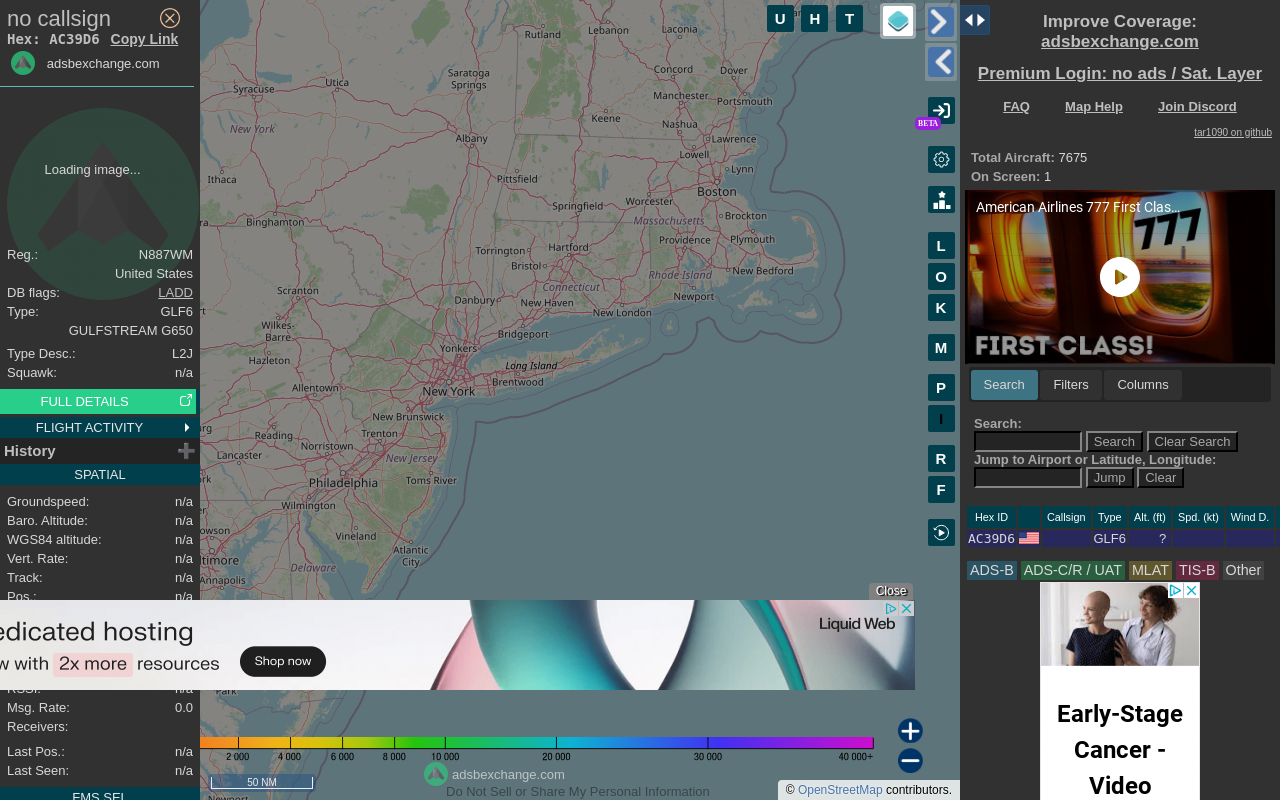 no callsign
Hex: AC39D6 Copy Link
adsbexchange.com
Loading image...
Reg.: N887WM
United States
DB flags: LADD
Type: GLF6
GULFSTREAM G650
Type Desc.: L2J
Squawk: n/a
FULL DETAILS
FLIGHT ACTIVITY
History
SPATIAL
Groundspeed: n/a
Baro. Altitude: n/a
WGS84 altitude: n/a
Vert. Rate: n/a
Track: n/a
Pos.: n/a
RSSI: n/a
Msg. Rate: 0.0
Receivers:
Last Pos.: n/a
Last Seen: n/a
FMS SEL
U H T
BETA
L
O
K
M
P
I
R
F
Rutland
Lebanon
Laconia
Saratoga
Springs
Concord
Dover
Utica
Syracuse
Manchester
Portsmouth
Keene
Nashua
New York
Albany
Lawrence
Lowell
Lynn
Ithaca
Pittsfield
Boston
Worcester
Springfield
Massachusetts
Brockton
Binghamton
Hartford
Providence
Plymouth
Torrington
Bristol
New Bedford
Rhode Island
Connecticut
Scranton
Danbury
New Haven
Newport
New London
Wilkes-
Barre
Bridgeport
Yonkers
Hazleton
Long Island
Brentwood
Allentown
New York
New Brunswick
Reading
Trenton
Norristown
Lancaster
New Jersey
Philadelphia
Toms River
Wilmington
Vineland
Atlantic
City
Delaware
Annapolis
Close
edicated hosting
w with 2x more resources
Shop now
Liquid Web
2 000 4 000 6 000 8 000 10 000 20 000 30 000 40 000+
50 NM
adsbexchange.com
Do Not Sell or Share My Personal Information
© OpenStreetMap contributors.
Improve Coverage:
adsbexchange.com
Premium Login: no ads / Sat. Layer
FAQ Map Help Join Discord
tar1090 on github
Total Aircraft: 7675
On Screen: 1
American Airlines 777 First Clas...
777
FIRST CLASS!
Search Filters Columns
Search:
Search Clear Search
Jump to Airport or Latitude, Longitude:
Jump Clear
Hex ID Callsign Type Alt. (ft) Spd. (kt) Wind D.
AC39D6 GLF6 ?
ADS-B ADS-C/R / UAT MLAT TIS-B Other
Early-Stage
Cancer -
Video